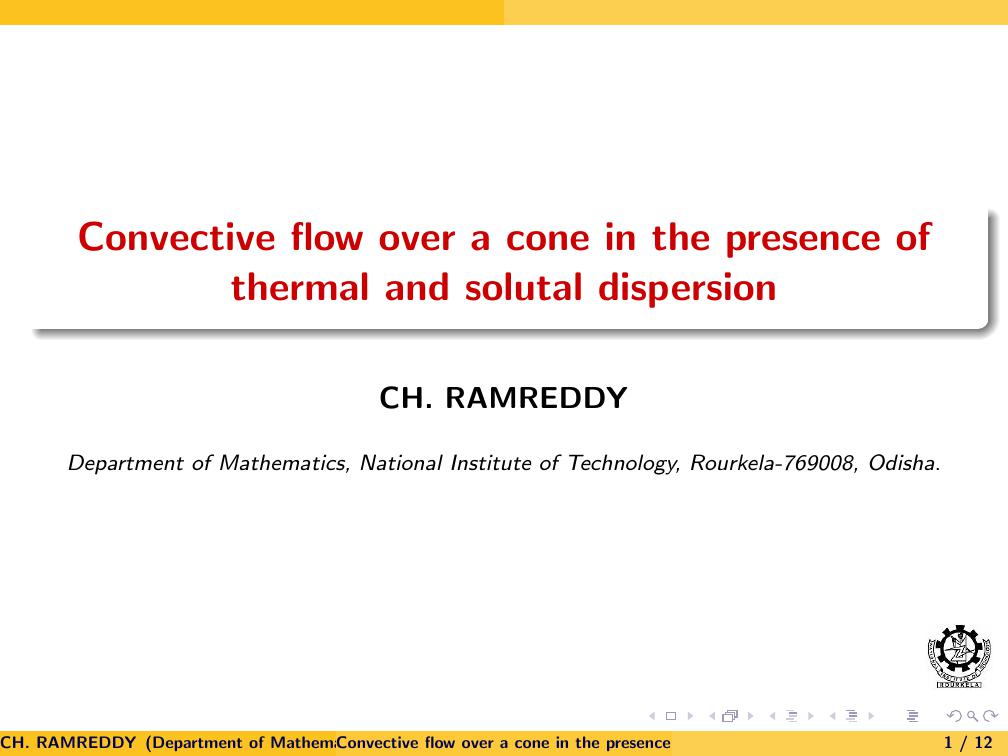 Convective flow over a cone in the presence of
thermal and solutal dispersion
CH. RAMREDDY
Department of Mathematics, National Institute of Technology, Rourkela-769008, Odisha.
ROURKELA
CH. RAMREDDY (Department of Mathem Convective flow over a cone in the presence 1 / 12